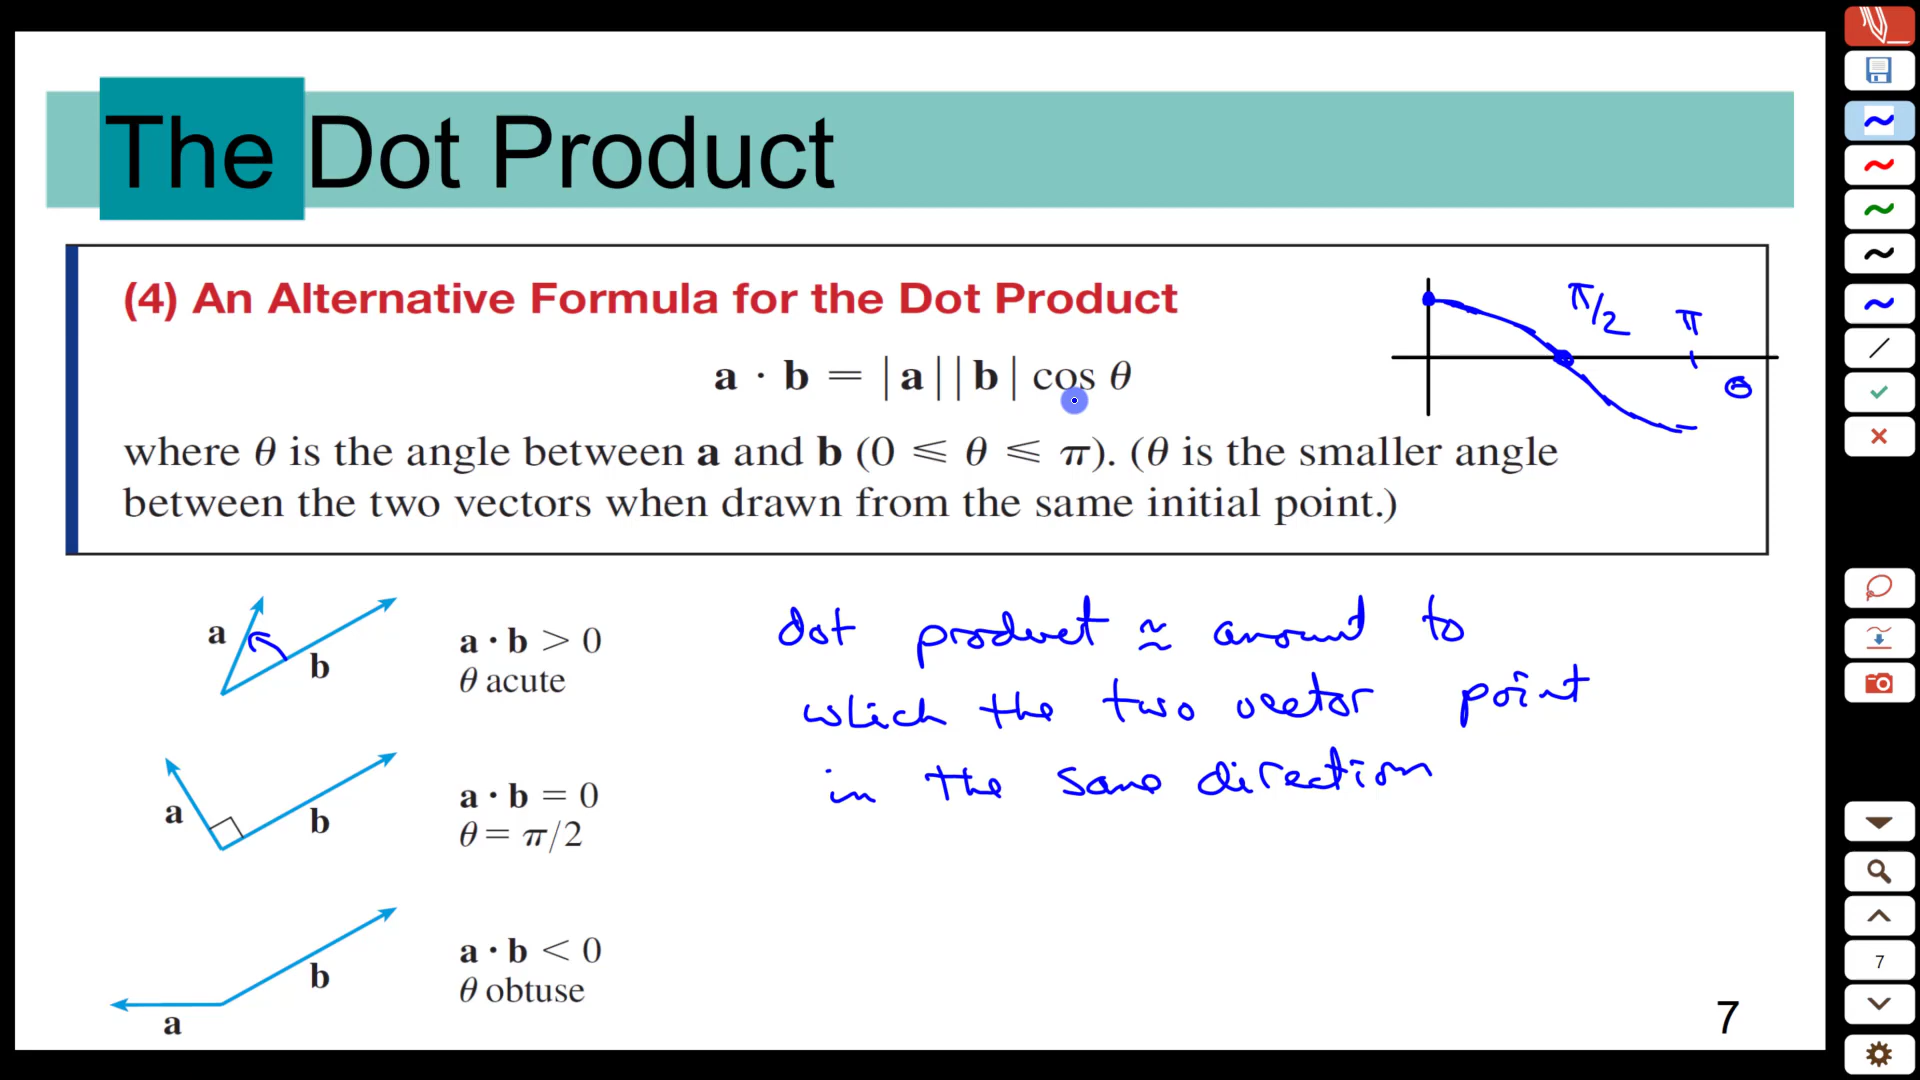 The Dot Product
(4) An Alternative Formula for the Dot Product
π/2
π
a · b = |a||b| cos θ
θ
where θ is the angle between a and b (0 ⩽ θ ⩽ π). (θ is the smaller angle
between the two vectors when drawn from the same initial point.)
a
b
a · b > 0
θ acute
dot product ≈ amount to
which the two vector point
in the same direction
a
b
a · b = 0
θ = π/2
a
b
a · b < 0
θ obtuse
7
7